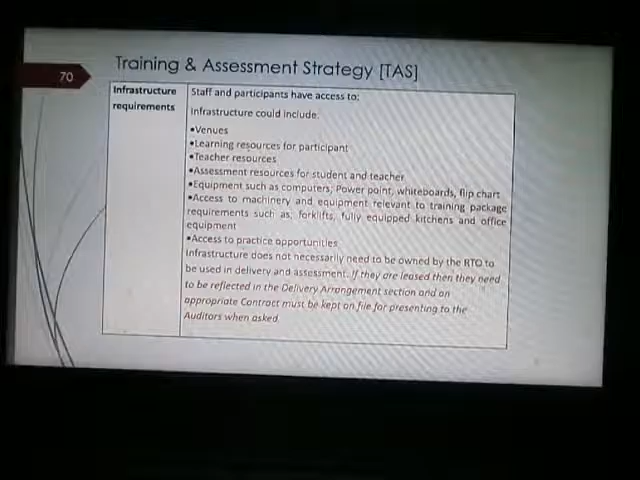 70
Training & Assessment Strategy [TAS]
Infrastructure requirements
Staff and participants have access to:
Infrastructure could include:
•Venues
•Learning resources for participant
•Teacher resources
•Assessment resources for student and teacher
•Equipment such as computers; Power point, whiteboards, flip chart
•Access to machinery and equipment relevant to training package
requirements such as; forklifts, fully equipped kitchens and office
equipment
•Access to practice opportunities
Infrastructure does not necessarily need to be owned by the RTO to
be used in delivery and assessment. If they are leased then they need
to be reflected in the Delivery Arrangement section and an
appropriate Contract must be kept on file for presenting to the
Auditors when asked.